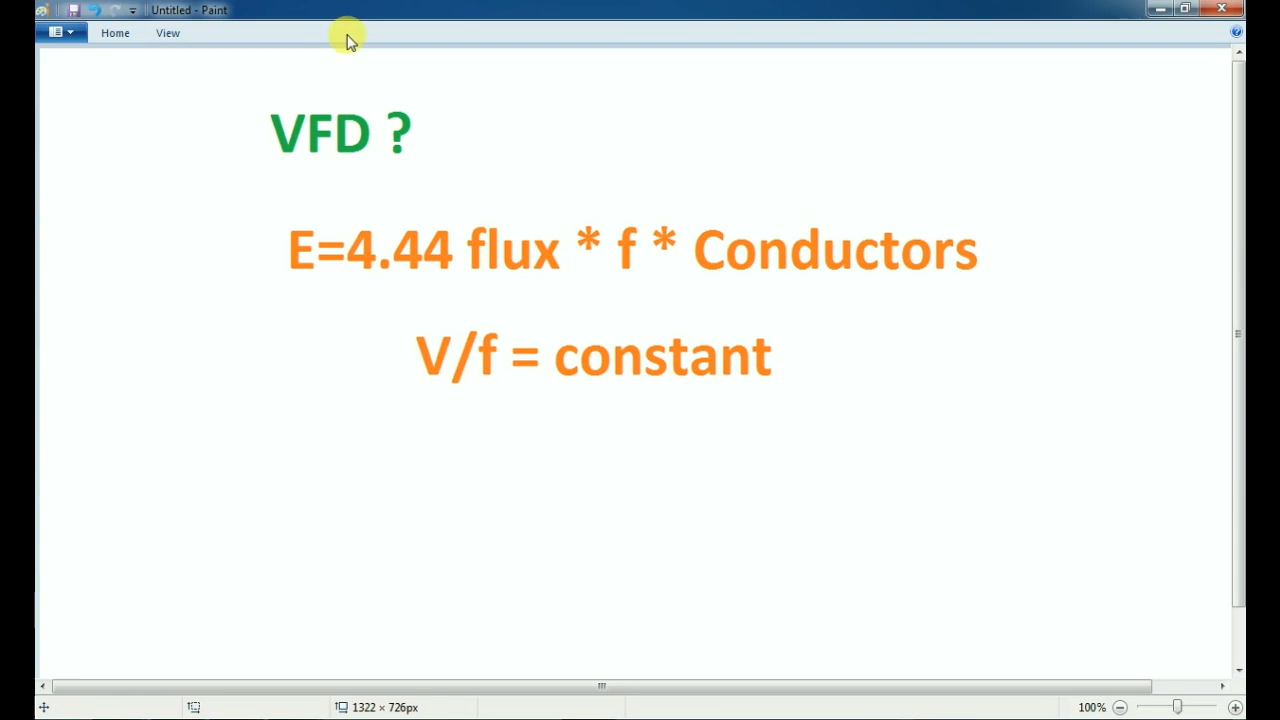 Untitled - Paint
Home View
VFD ?
E=4.44 flux * f * Conductors
V/f = constant
1322 × 726px 100%